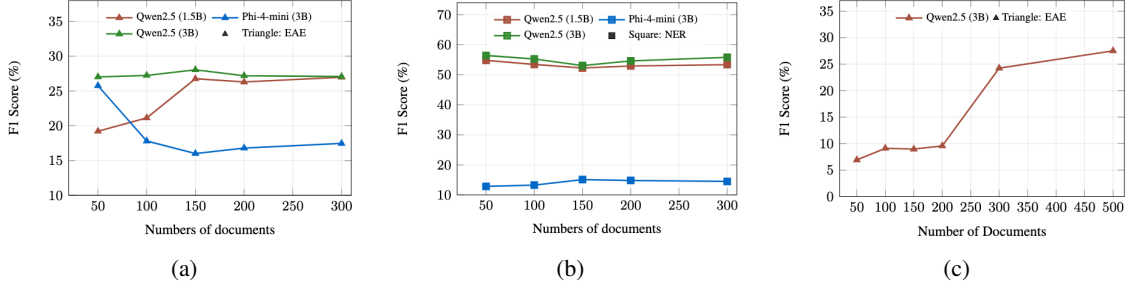 Qwen2.5 (1.5B) Phi-4-mini (3B)
Qwen2.5 (3B) Triangle: EAE
F1 Score (%)
35
30
25
20
15
10
50 100 150 200 300
Numbers of documents
(a)
Qwen2.5 (1.5B) Phi-4-mini (3B)
Qwen2.5 (3B) Square: NER
F1 Score (%)
70
60
50
40
30
20
10
50 100 150 200 300
Numbers of documents
(b)
Qwen2.5 (3B) Triangle: EAE
F1 Score (%)
35
30
25
20
15
10
5
0
50 100 150 200 250 300 350 400 450 500
Number of Documents
(c)